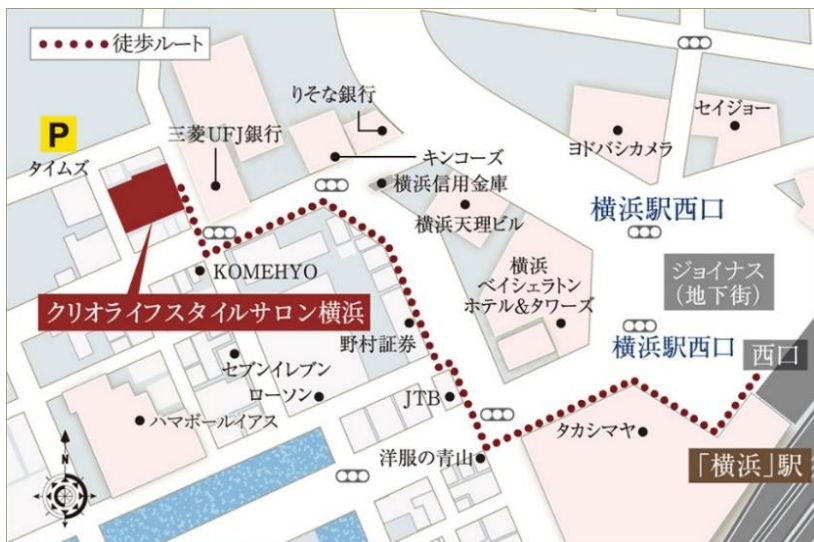 徒歩ルート
りそな銀行
セイジョー
P
タイムズ
三菱UFJ銀行
キンコーズ
ヨドバシカメラ
横浜信用金庫
横浜天理ビル
横浜駅西口
KOMEHYO
横浜
ベイシェラトン
ホテル&タワーズ
ジョイナス
(地下街)
クリオライフスタイルサロン横浜
野村証券
横浜駅西口
西口
セブンイレブン
ローソン
JTB
ハマボールイアス
タカシマヤ
洋服の青山
「横浜」駅
N